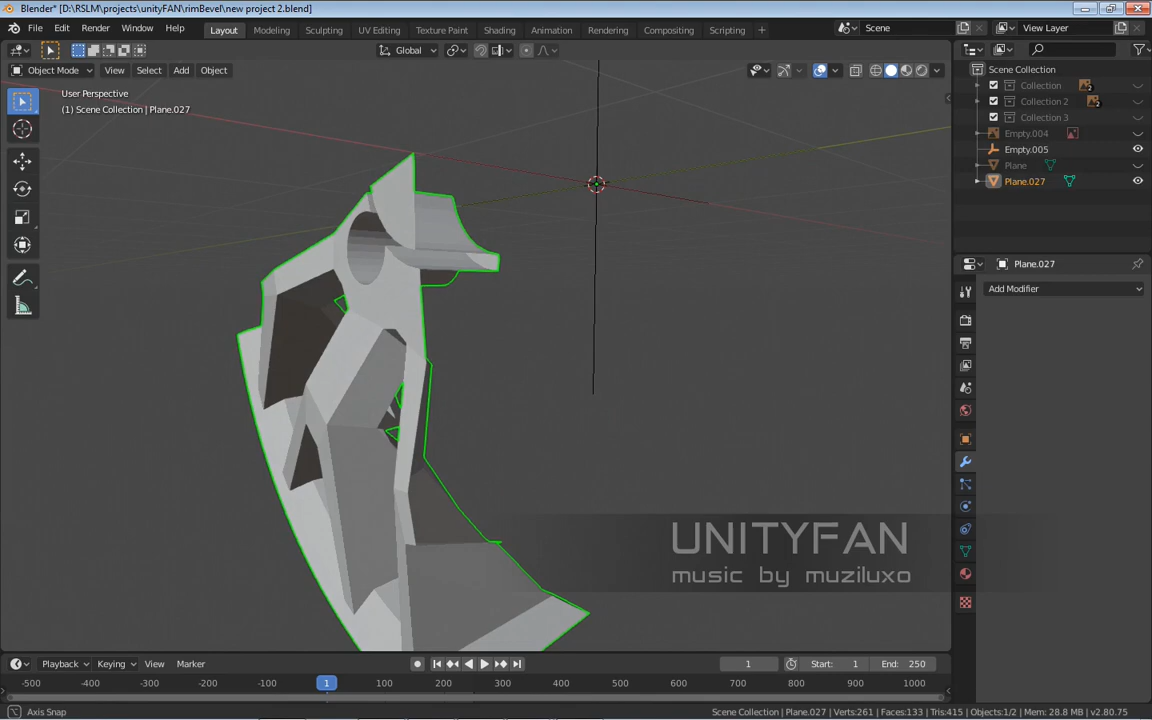 Blender* [D:\RSLM\projects\unityFAN\rimBevel\new project 2.blend]
File Edit Render Window Help Layout Modeling Sculpting UV Editing Texture Paint Shading Animation Rendering Compositing Scripting + Scene View Layer
Global
Object Mode View Select Add Object
User Perspective
(1) Scene Collection | Plane.027
Scene Collection
Collection 2
Collection 2 2
Collection 3
Empty.004
Empty.005
Plane
Plane.027
Plane.027
Add Modifier
UNITYFAN
music by muziluxo
Playback Keying View Marker 1 Start: 1 End: 250
-500 -400 -300 -200 -100 1 100 200 300 400 500 600 700 800 900 1000
Axis Snap Scene Collection | Plane.027 | Verts:261 | Faces:133 | Tris:415 | Objects:1/2 | Mem: 28.8 MB | v2.80.75